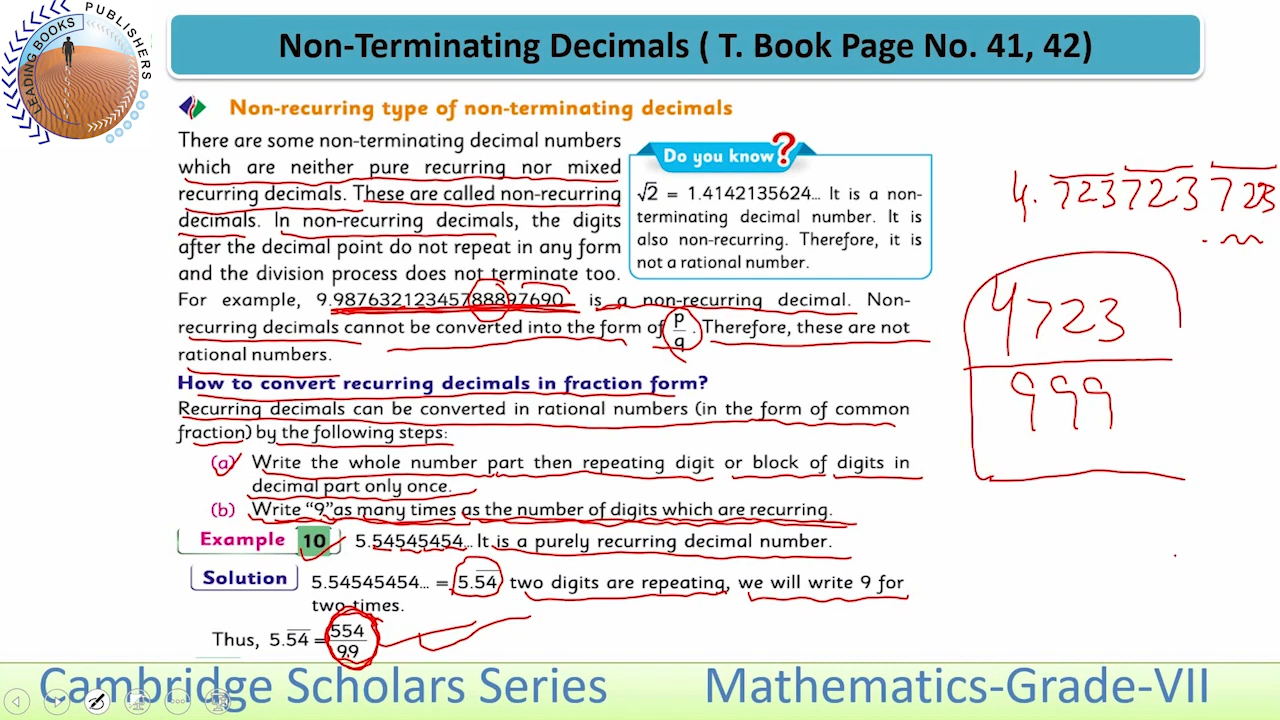 LEADING BOOKS PUBLISHERS
Non-Terminating Decimals ( T. Book Page No. 41, 42)
Non-recurring type of non-terminating decimals
There are some non-terminating decimal numbers
which are neither pure recurring nor mixed
recurring decimals. These are called non-recurring
decimals. In non-recurring decimals, the digits
after the decimal point do not repeat in any form
and the division process does not terminate too.
For example, 9.98763212345788897690 is a non-recurring decimal. Non-
recurring decimals cannot be converted into the form of p/q. Therefore, these are not
rational numbers.
Do you know?
√2 = 1.4142135624... It is a non-
terminating decimal number. It is
also non-recurring. Therefore, it is
not a rational number.
How to convert recurring decimals in fraction form?
Recurring decimals can be converted in rational numbers (in the form of common
fraction) by the following steps:
(a) Write the whole number part then repeating digit or block of digits in
decimal part only once.
(b) Write “9”as many times as the number of digits which are recurring.
Example 10 5.54545454... It is a purely recurring decimal number.
Solution 5.54545454... = 5.5̅4̅ two digits are repeating, we will write 9 for
two times.
Thus, 5.5̅4̅ = 554/99
4.723723723
4723
999
Cambridge Scholars Series Mathematics-Grade-VII